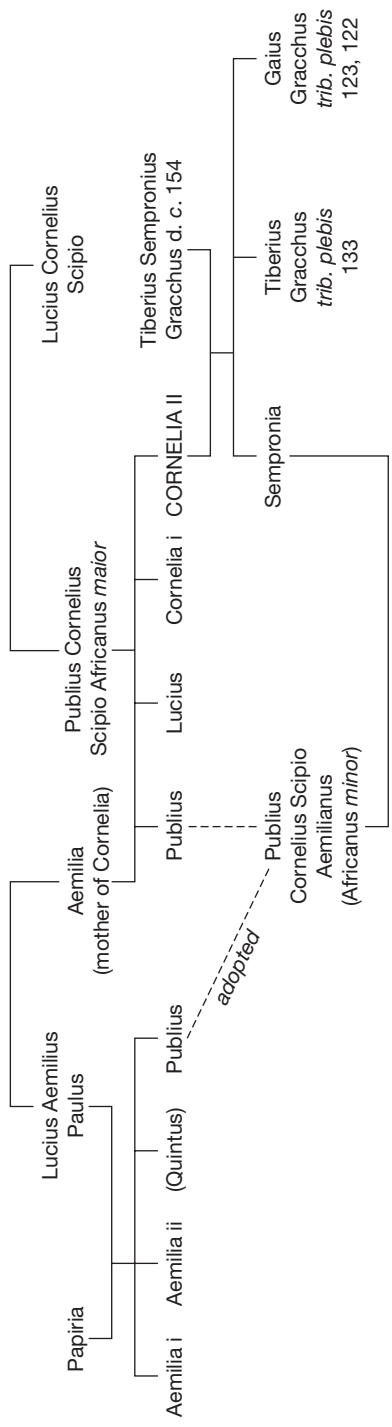 Papiria
Lucius Aemilius
Paulus
Aemilia
(mother of Cornelia)
Publius Cornelius
Scipio Africanus maior
Lucius Cornelius
Scipio
Aemilia i
Aemilia ii
(Quintus)
Publius
Publius
Lucius
Cornelia i
CORNELIA II
Tiberius Sempronius
Gracchus d. c. 154
adopted
Publius
Cornelius Scipio
Aemilianus
(Africanus minor)
Sempronia
Tiberius
Gracchus
trib. plebis
133
Gaius
Gracchus
trib. plebis
123, 122